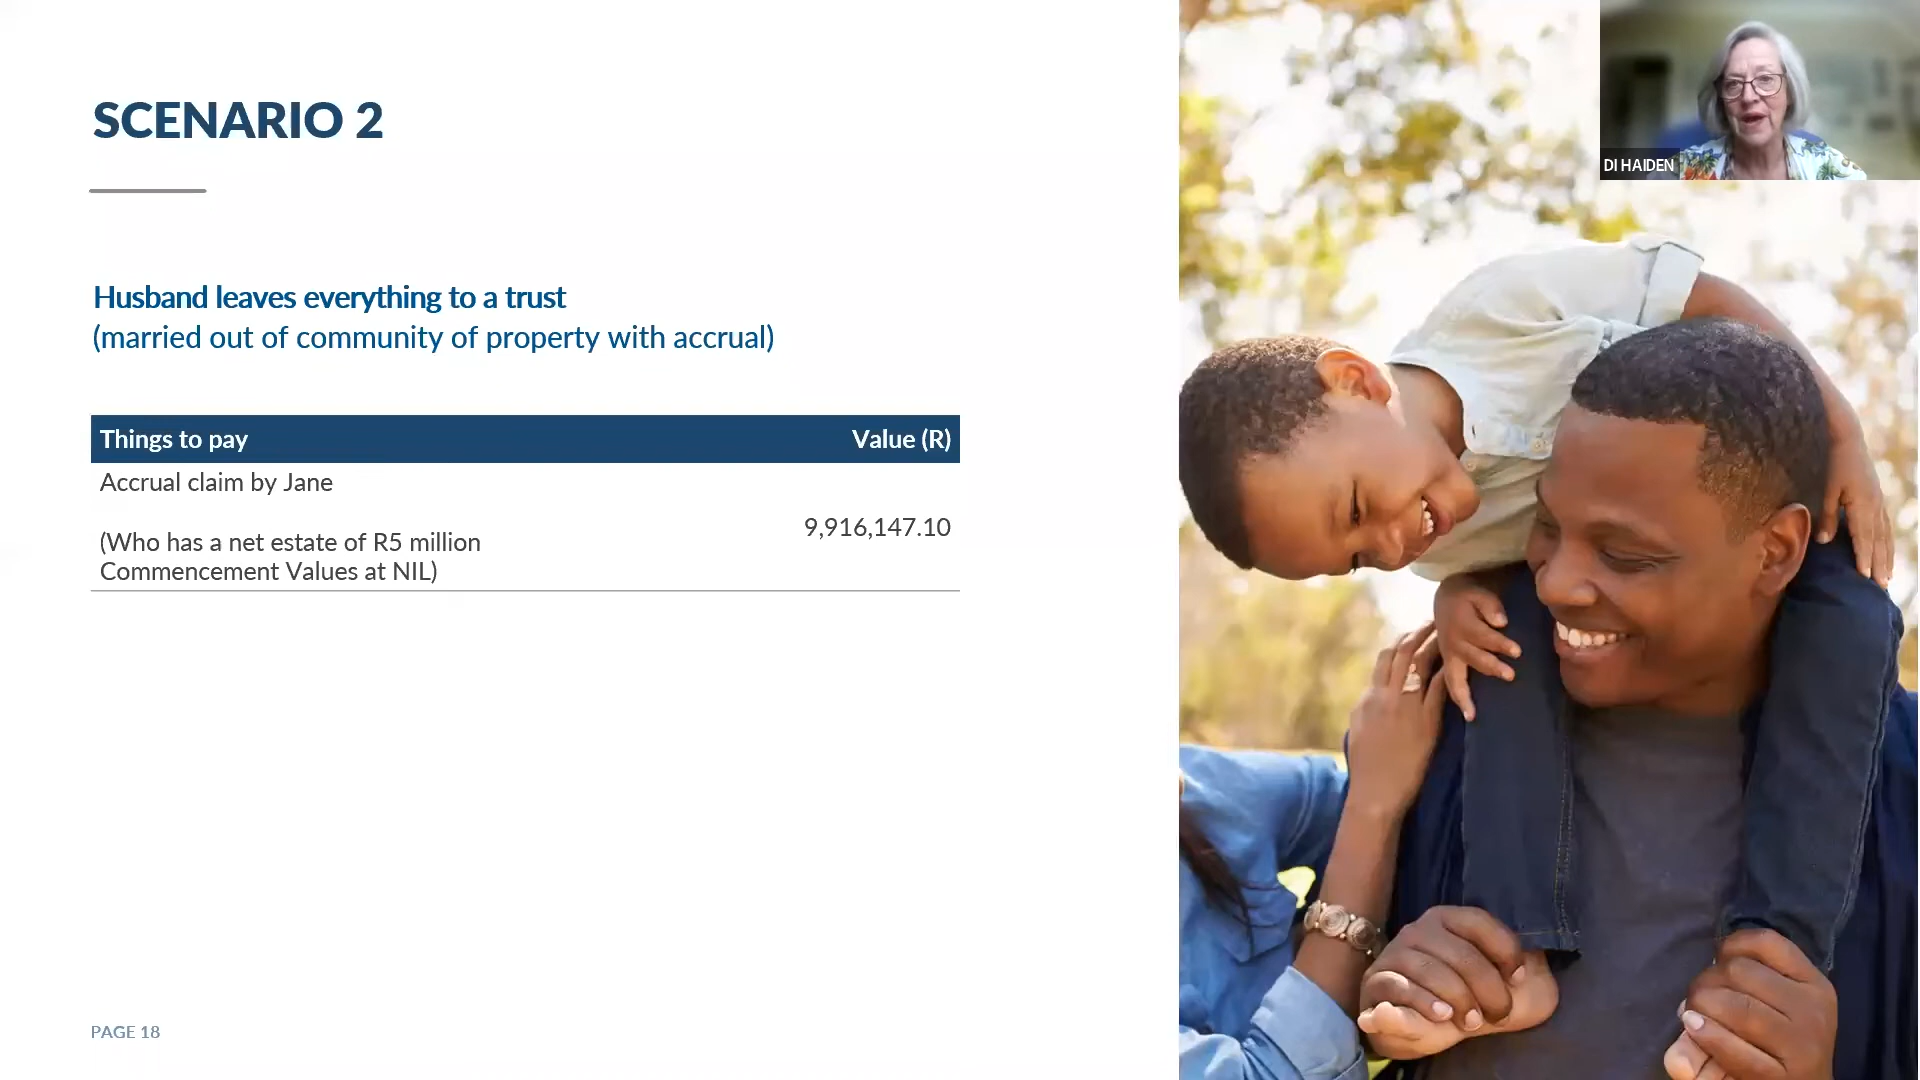 SCENARIO 2
DI HAIDEN
Husband leaves everything to a trust
(married out of community of property with accrual)
Things to pay Value (R)
Accrual claim by Jane
9,916,147.10
(Who has a net estate of R5 million
Commencement Values at NIL)
PAGE 18